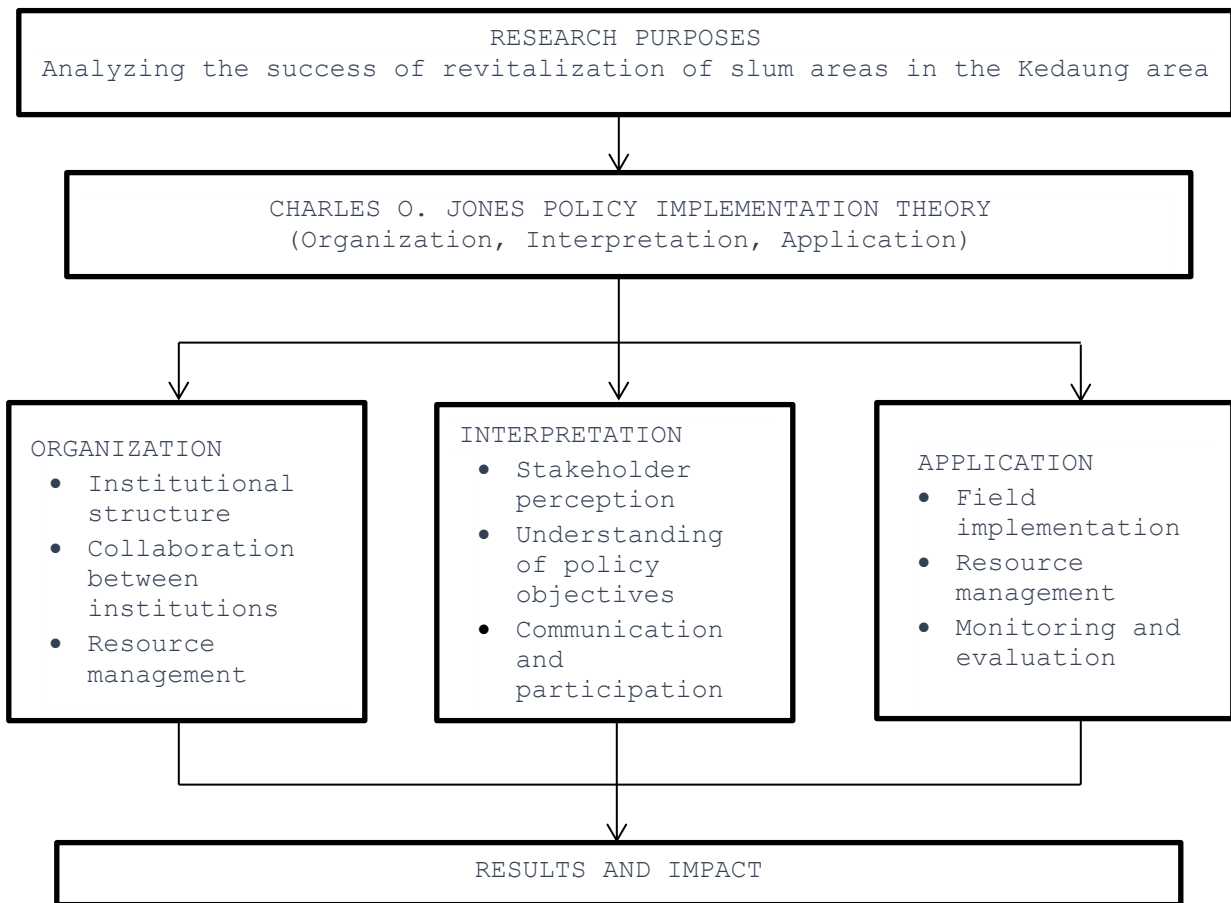 RESEARCH PURPOSES
Analyzing the success of revitalization of slum areas in the Kedaung area
CHARLES O. JONES POLICY IMPLEMENTATION THEORY
(Organization, Interpretation, Application)
ORGANIZATION
• Institutional
structure
• Collaboration
between
institutions
• Resource
management
INTERPRETATION
• Stakeholder
perception
• Understanding
of policy
objectives
• Communication
and
participation
APPLICATION
• Field
implementation
• Resource
management
• Monitoring and
evaluation
RESULTS AND IMPACT